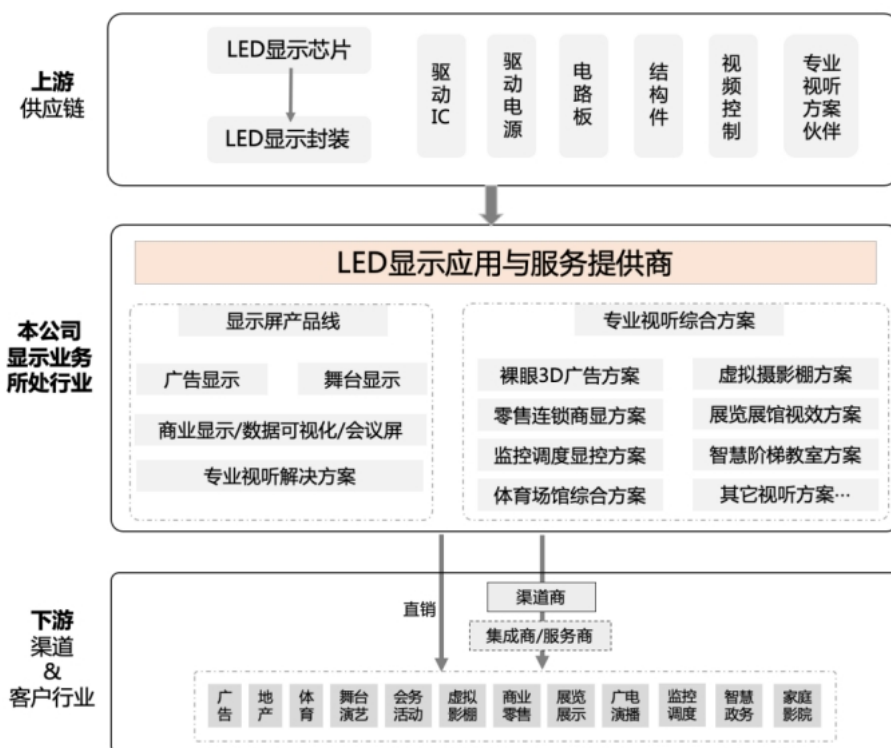 上游
供应链
LED显示芯片
LED显示封装
驱动IC
驱动电源
电路板
结构件
视频控制
专业视听方案伙伴
本公司
显示业务
所处行业
LED显示应用与服务提供商
显示屏产品线
广告显示
舞台显示
商业显示/数据可视化/会议屏
专业视听解决方案
专业视听综合方案
裸眼3D广告方案
虚拟摄影棚方案
零售连锁商显方案
展览展馆视效方案
监控调度显控方案
智慧阶梯教室方案
体育场馆综合方案
其它视听方案…
下游
渠道
&
客户行业
直销
渠道商
集成商/服务商
广告
地产
体育
舞台演艺
会务活动
虚拟影棚
商业零售
展览展示
广电演播
监控调度
智慧政务
家庭影院